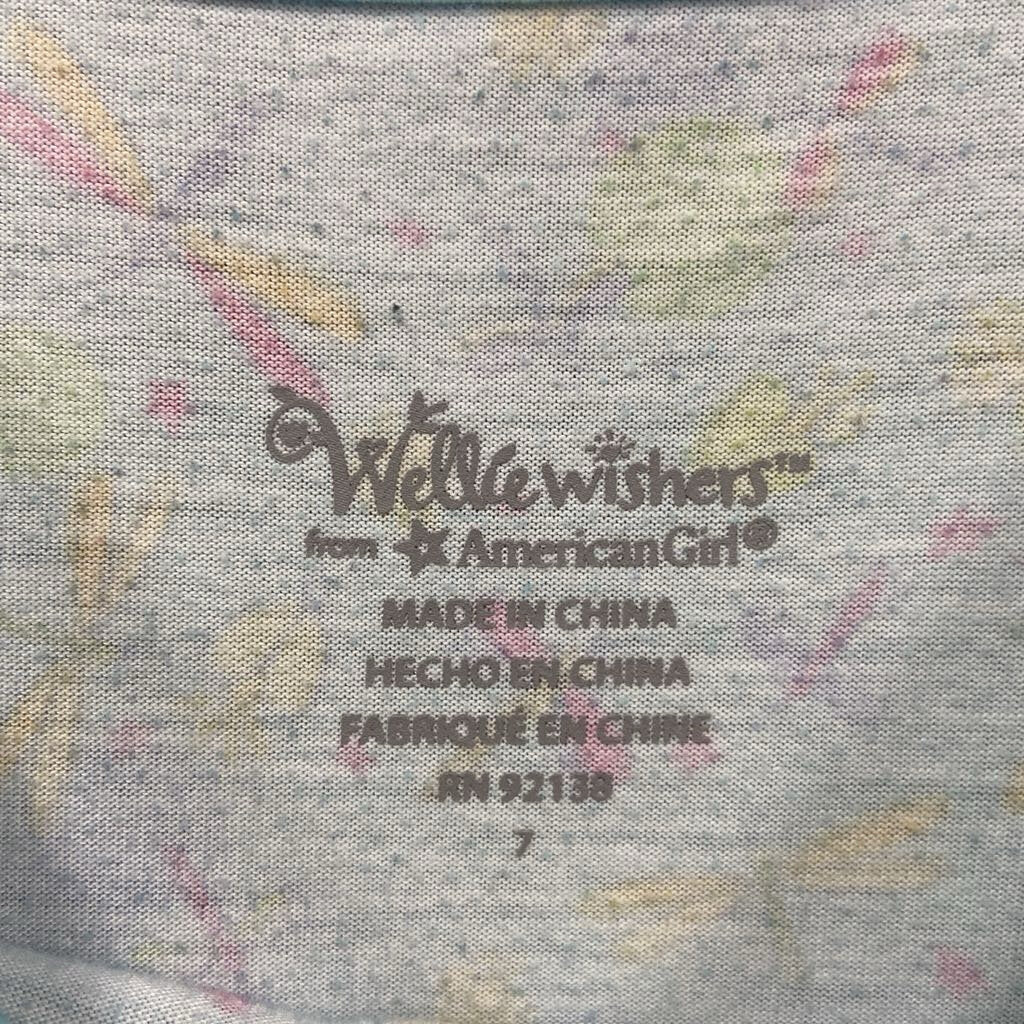 WellieWishers™
from AmericanGirl®
MADE IN CHINA
HECHO EN CHINA
FABRIQUÉ EN CHINE
RN 92138
7